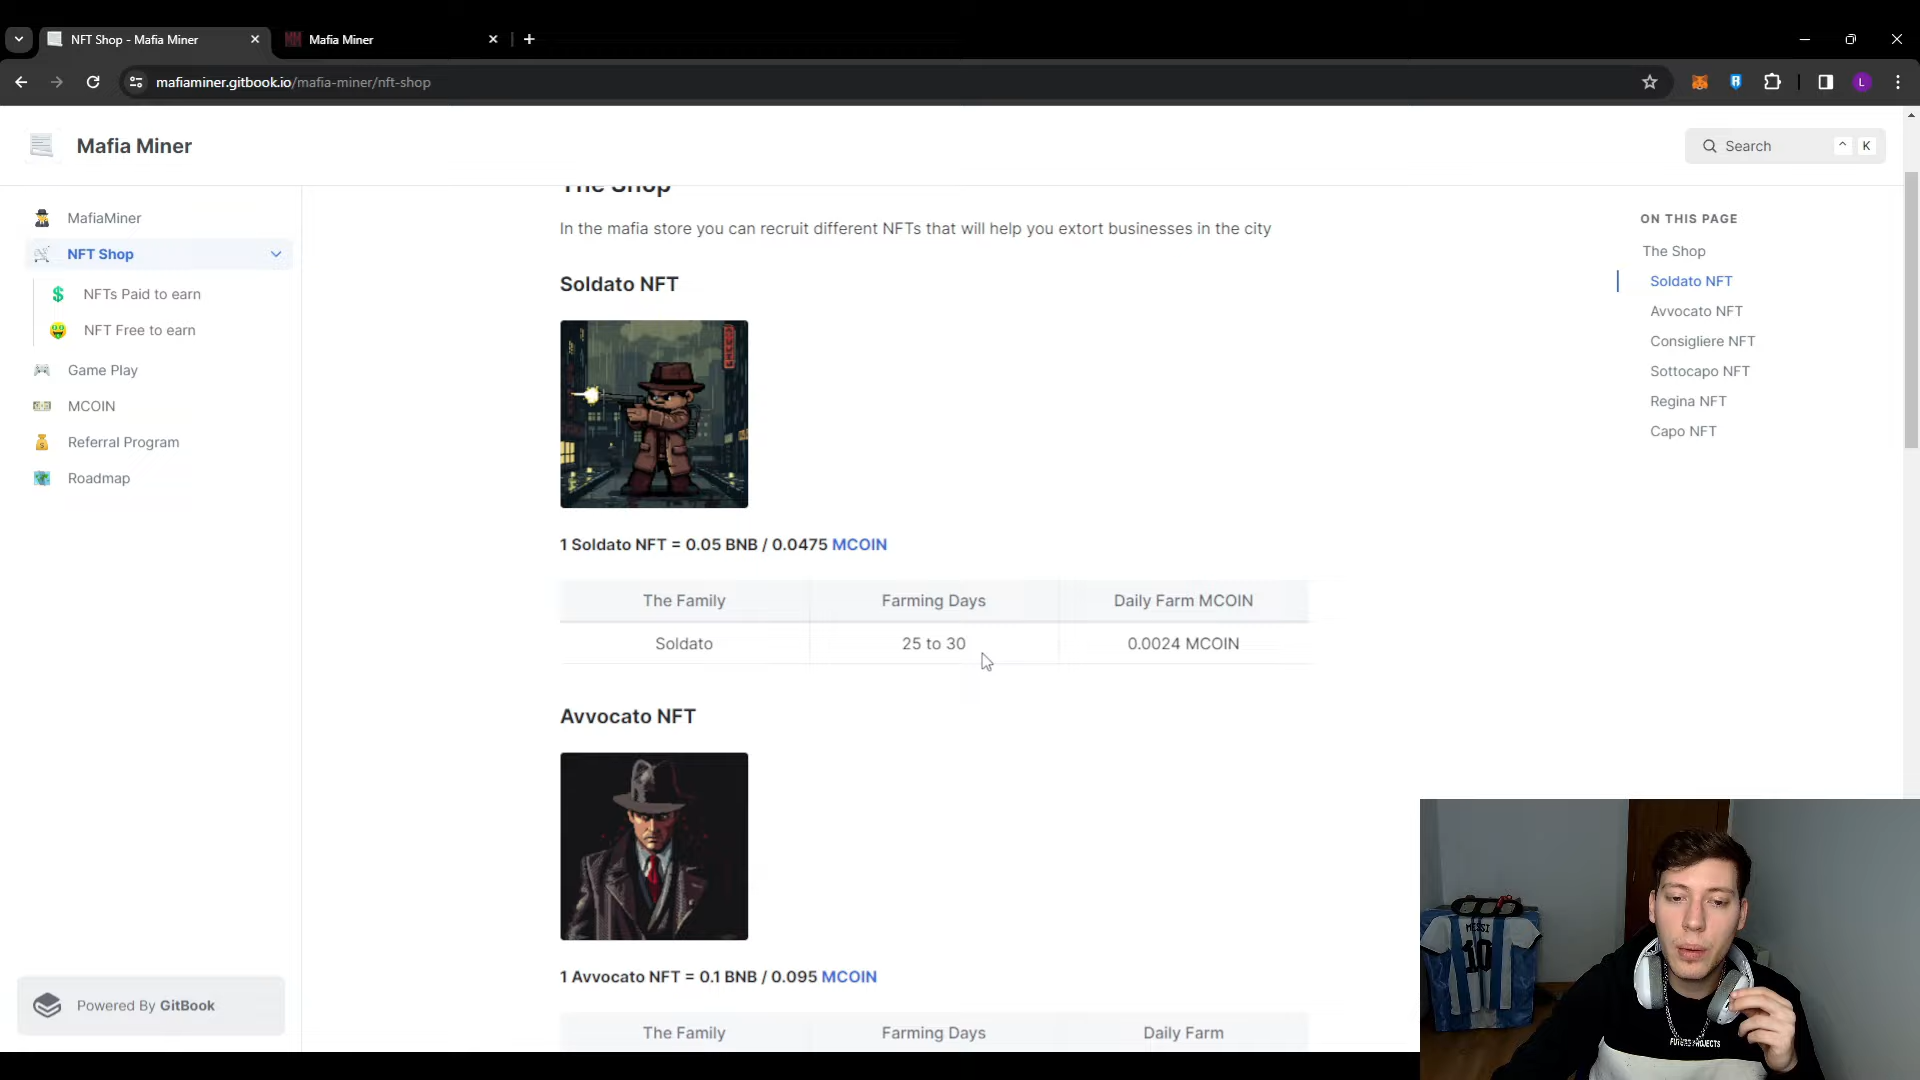 NFT Shop - Mafia Miner
Mafia Miner
mafiaminer.gitbook.io/mafia-miner/nft-shop
L
Mafia Miner
Search
^ K
MafiaMiner
NFT Shop
NFTs Paid to earn
NFT Free to earn
Game Play
MCOIN
Referral Program
Roadmap
Powered By GitBook
The Shop
In the mafia store you can recruit different NFTs that will help you extort businesses in the city
Soldato NFT
1 Soldato NFT = 0.05 BNB / 0.0475 MCOIN
The Family Farming Days Daily Farm MCOIN
Soldato 25 to 30 0.0024 MCOIN
Avvocato NFT
1 Avvocato NFT = 0.1 BNB / 0.095 MCOIN
The Family Farming Days Daily Farm
ON THIS PAGE
The Shop
Soldato NFT
Avvocato NFT
Consigliere NFT
Sottocapo NFT
Regina NFT
Capo NFT
MESSI
10
FUTURE PROJECTS